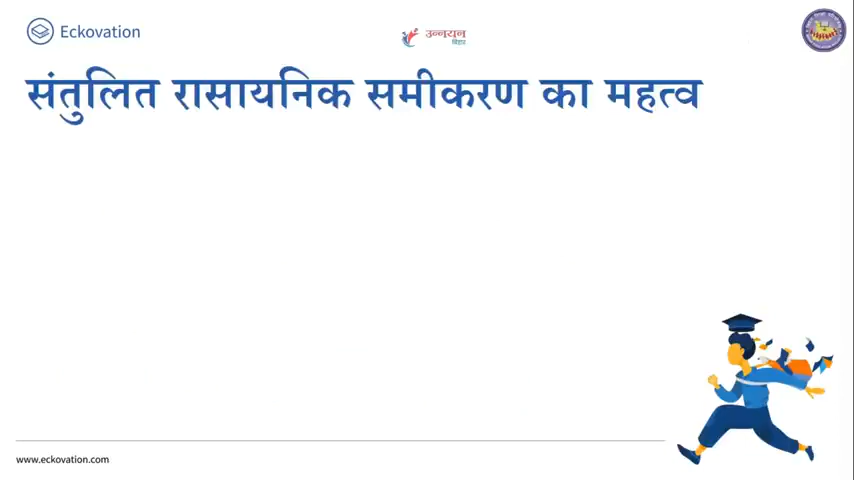 Eckovation
उन्नयन
बिहार
संतुलित रासायनिक समीकरण का महत्व
www.eckovation.com